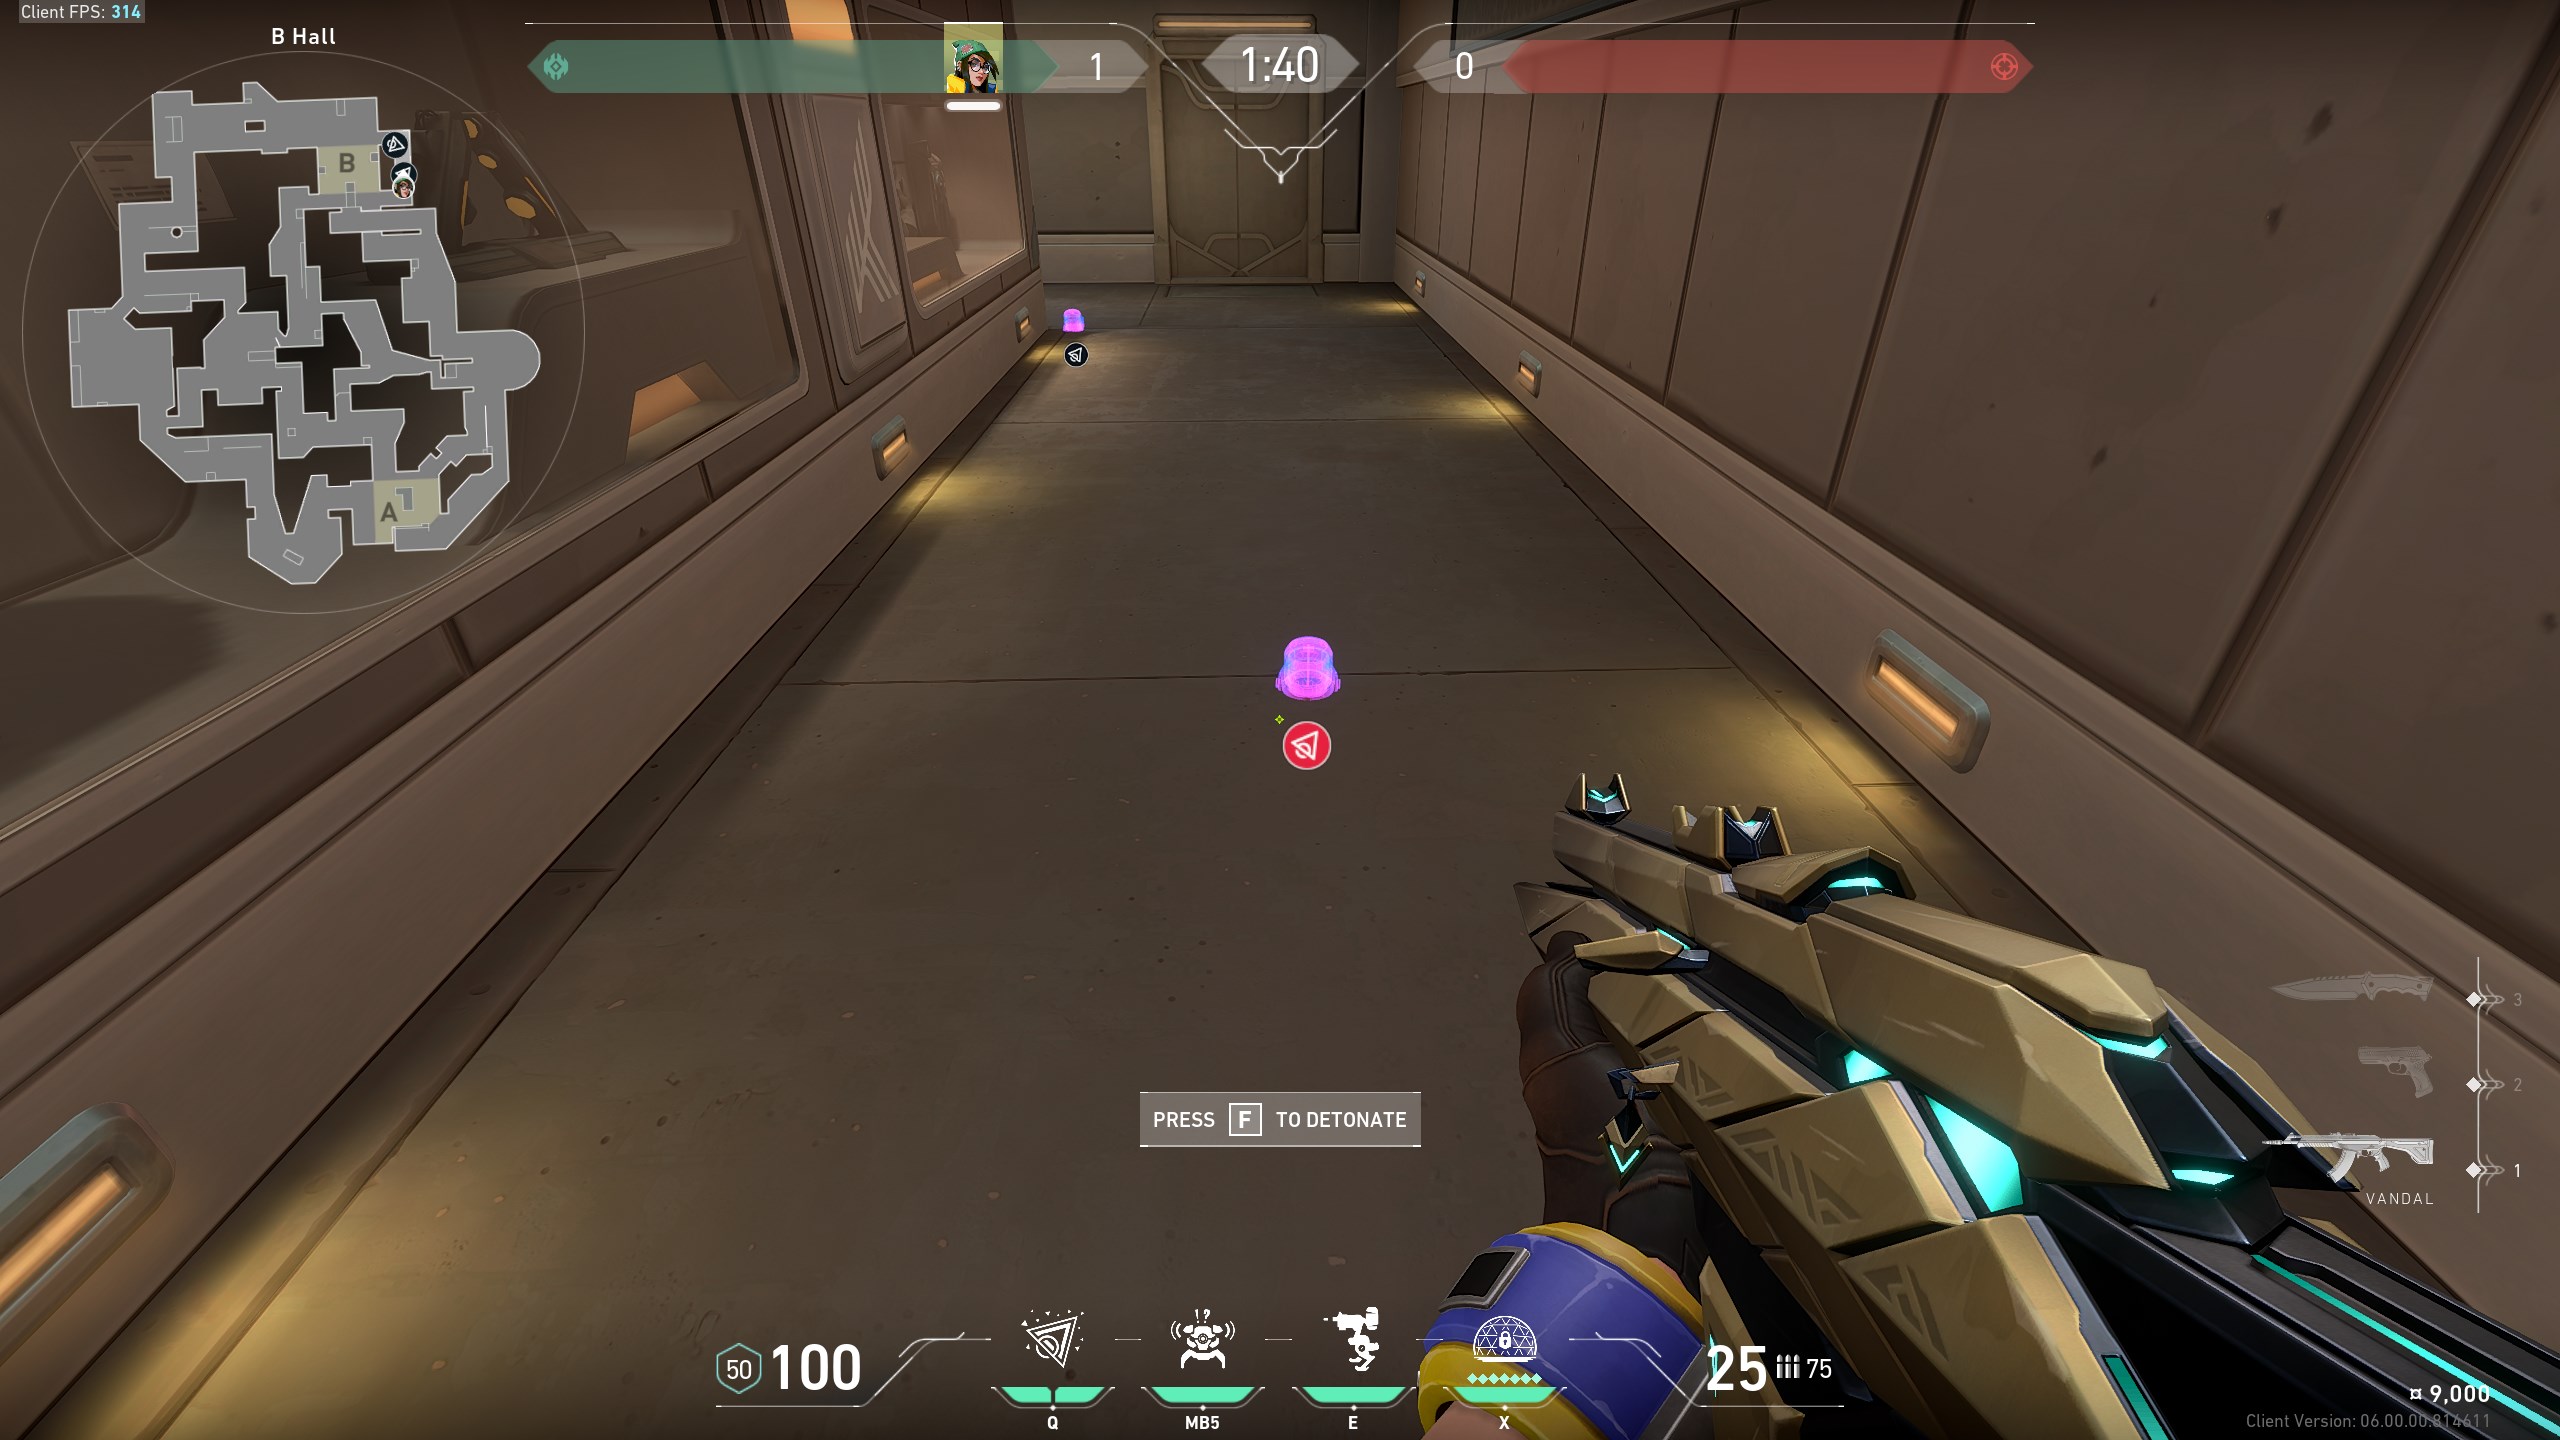 Client FPS: 314
B Hall
1
1:40
0
B
A
PRESS F TO DETONATE
3
2
1
VANDAL
50 100
25 75
Q
MB5
E
X
¤ 9,000
Client Version: 06.00.00.814611